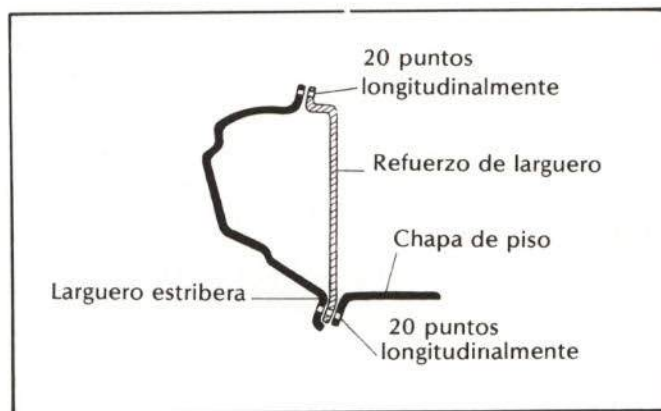 20 puntos
longitudinalmente
Refuerzo de larguero
Chapa de piso
Larguero estribera
20 puntos
longitudinalmente